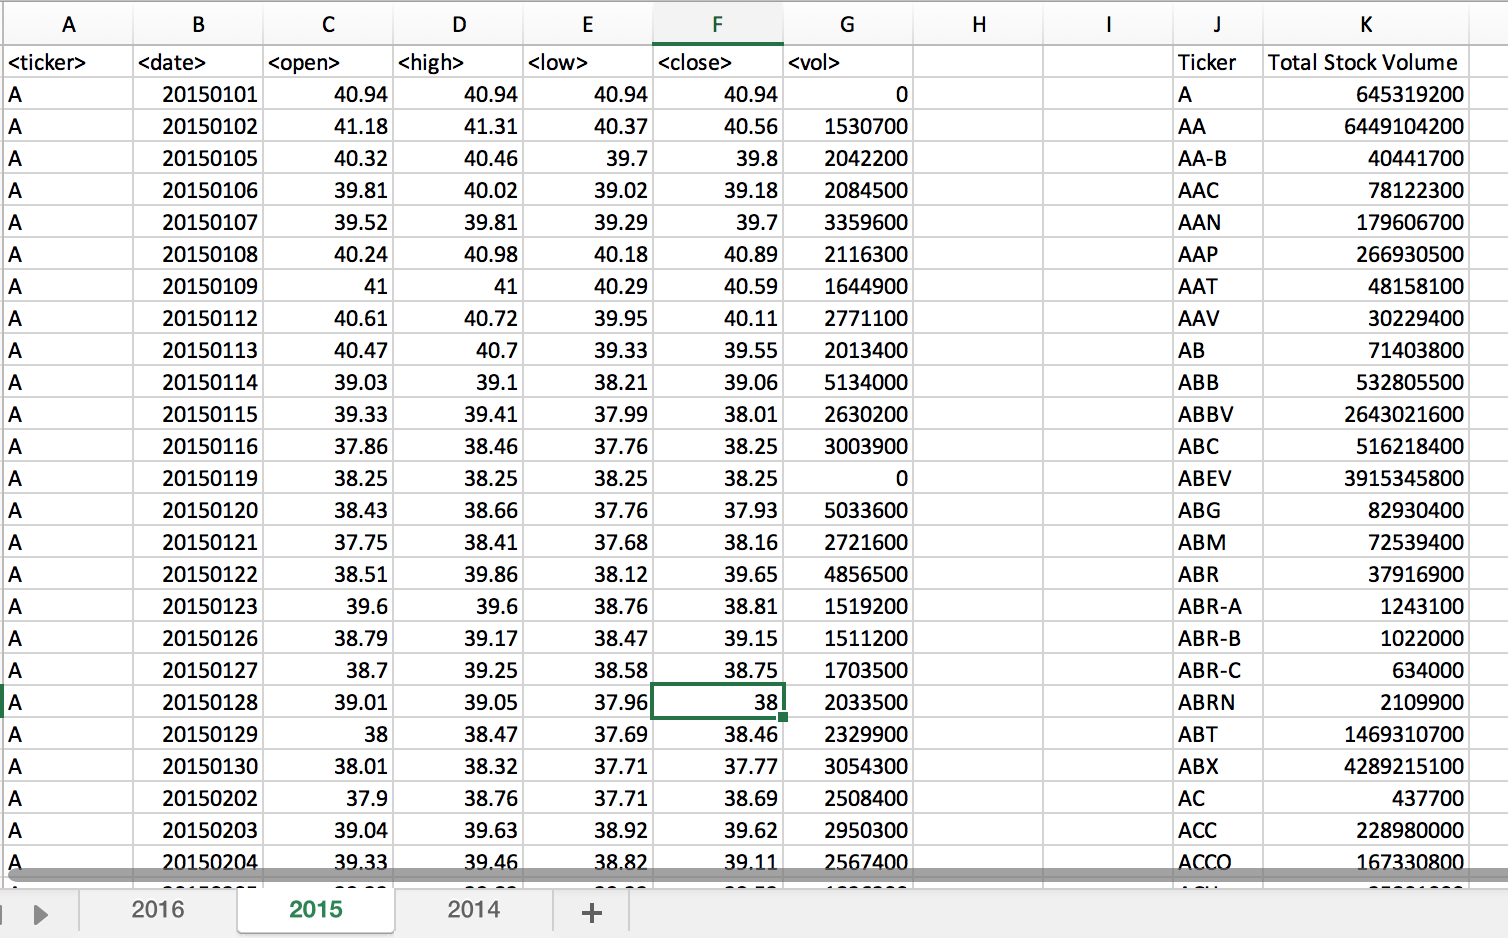 A B C D E F G H I J K
<ticker> <date> <open> <high> <low> <close> <vol> Ticker Total Stock Volume
A 20150101 40.94 40.94 40.94 40.94 0 A 645319200
A 20150102 41.18 41.31 40.37 40.56 1530700 AA 6449104200
A 20150105 40.32 40.46 39.7 39.8 2042200 AA-B 40441700
A 20150106 39.81 40.02 39.02 39.18 2084500 AAC 78122300
A 20150107 39.52 39.81 39.29 39.7 3359600 AAN 179606700
A 20150108 40.24 40.98 40.18 40.89 2116300 AAP 266930500
A 20150109 41 41 40.29 40.59 1644900 AAT 48158100
A 20150112 40.61 40.72 39.95 40.11 2771100 AAV 30229400
A 20150113 40.47 40.7 39.33 39.55 2013400 AB 71403800
A 20150114 39.03 39.1 38.21 39.06 5134000 ABB 532805500
A 20150115 39.33 39.41 37.99 38.01 2630200 ABBV 2643021600
A 20150116 37.86 38.46 37.76 38.25 3003900 ABC 516218400
A 20150119 38.25 38.25 38.25 38.25 0 ABEV 3915345800
A 20150120 38.43 38.66 37.76 37.93 5033600 ABG 82930400
A 20150121 37.75 38.41 37.68 38.16 2721600 ABM 72539400
A 20150122 38.51 39.86 38.12 39.65 4856500 ABR 37916900
A 20150123 39.6 39.6 38.76 38.81 1519200 ABR-A 1243100
A 20150126 38.79 39.17 38.47 39.15 1511200 ABR-B 1022000
A 20150127 38.7 39.25 38.58 38.75 1703500 ABR-C 634000
A 20150128 39.01 39.05 37.96 38 2033500 ABRN 2109900
A 20150129 38 38.47 37.69 38.46 2329900 ABT 1469310700
A 20150130 38.01 38.32 37.71 37.77 3054300 ABX 4289215100
A 20150202 37.9 38.76 37.71 38.69 2508400 AC 437700
A 20150203 39.04 39.63 38.92 39.62 2950300 ACC 228980000
A 20150204 39.33 39.46 38.82 39.11 2567400 ACCO 167330800
2016 2015 2014 +